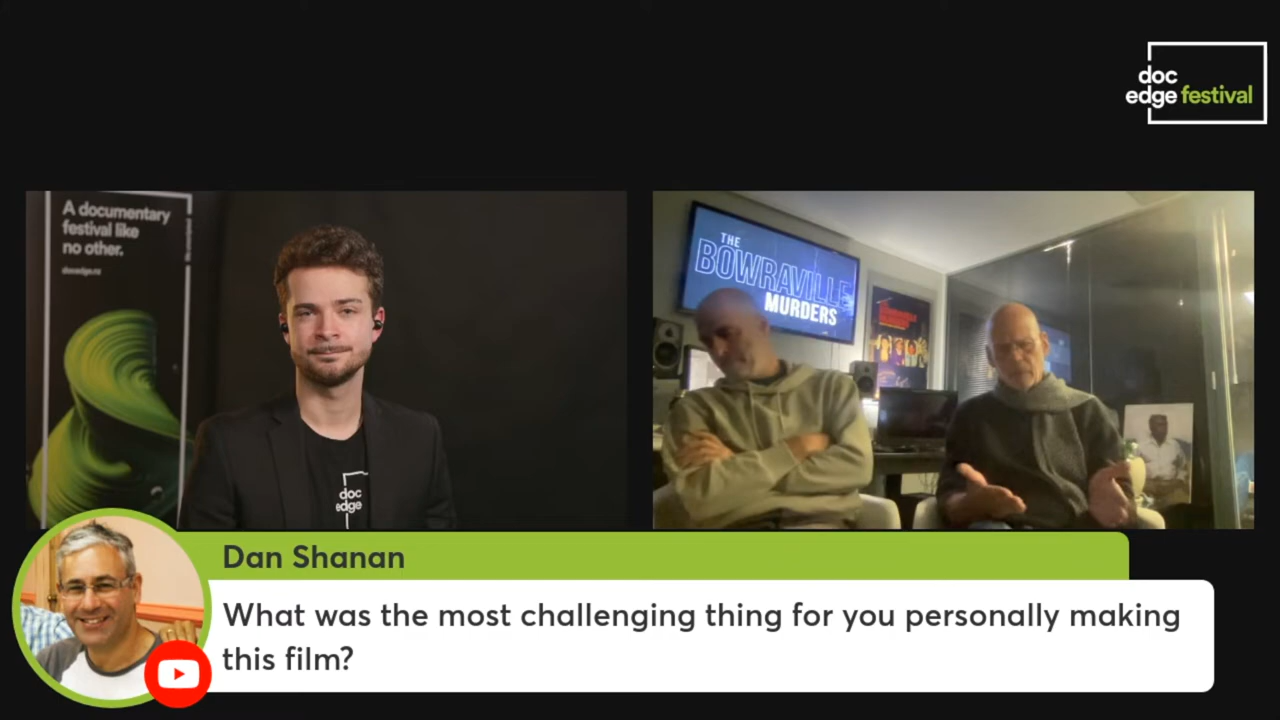 doc
edge festival
A documentary
festival like
no other.
docedge.nz
THE
BOWRAVILLE
MURDERS
doc
edge
Dan Shanan
What was the most challenging thing for you personally making
this film?